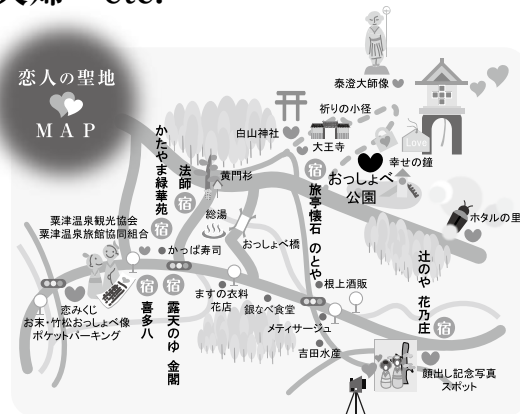 恋人の聖地
MAP
泰澄大師像
祈りの小径
白山神社
大王寺
Love
幸せの鐘
おっしょべ
公園
かたやま緑華苑
宿
法師
宿
黄門杉
宿
旅亭懐石 のとや
ホタルの里
総湯
おっしょべ橋
粟津温泉観光協会
粟津温泉旅館協同組合
かっぱ寿司
辻のや 花乃庄
宿
恋みくじ
お末・竹松おっしょべ像
ポケットパーキング
宿
喜多八
宿
露天のゆ 金閣
ますの衣料
花店
銀なべ食堂
根上酒販
メティサージュ
吉田水産
顔出し記念写真
スポット